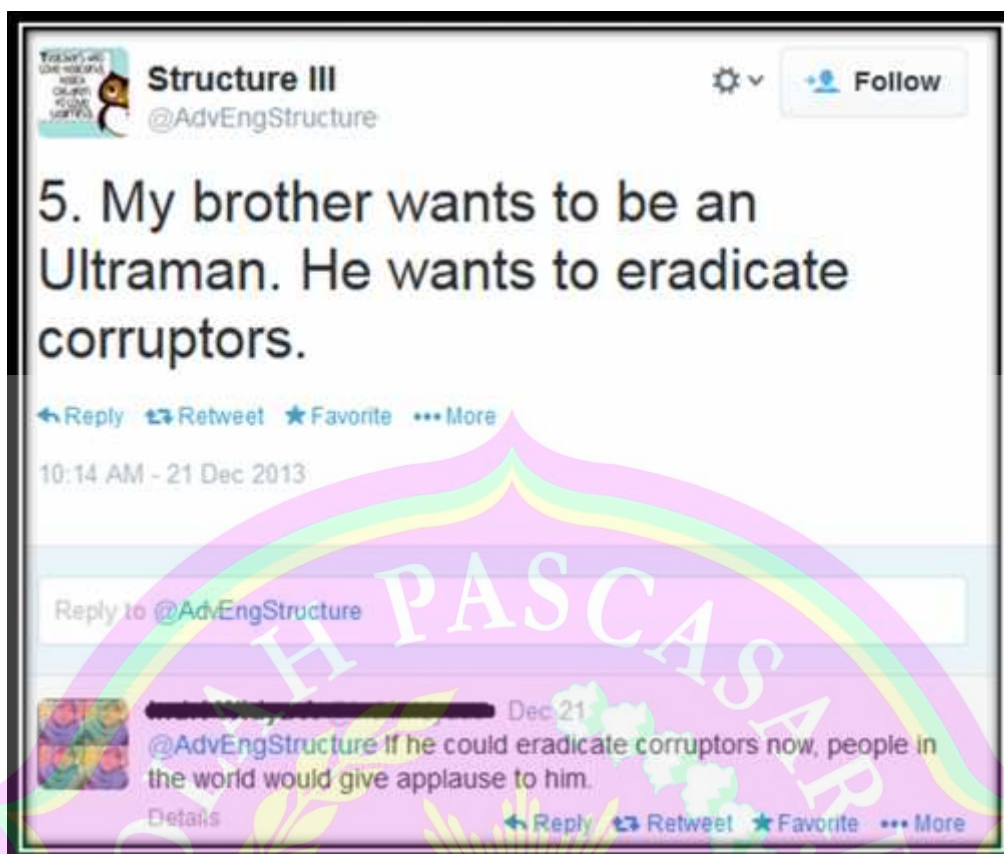 Structure III
Follow
@AdvEngStructure
5. My brother wants to be an
Ultraman. He wants to eradicate
corruptors.
Reply Retweet Favorite More
10:14 AM - 21 Dec 2013
Reply to @AdvEngStructure
Dec 21
@AdvEngStructure If he could eradicate corruptors now, people in
the world would give applause to him.
Details
Reply Retweet Favorite More
PASCASAR